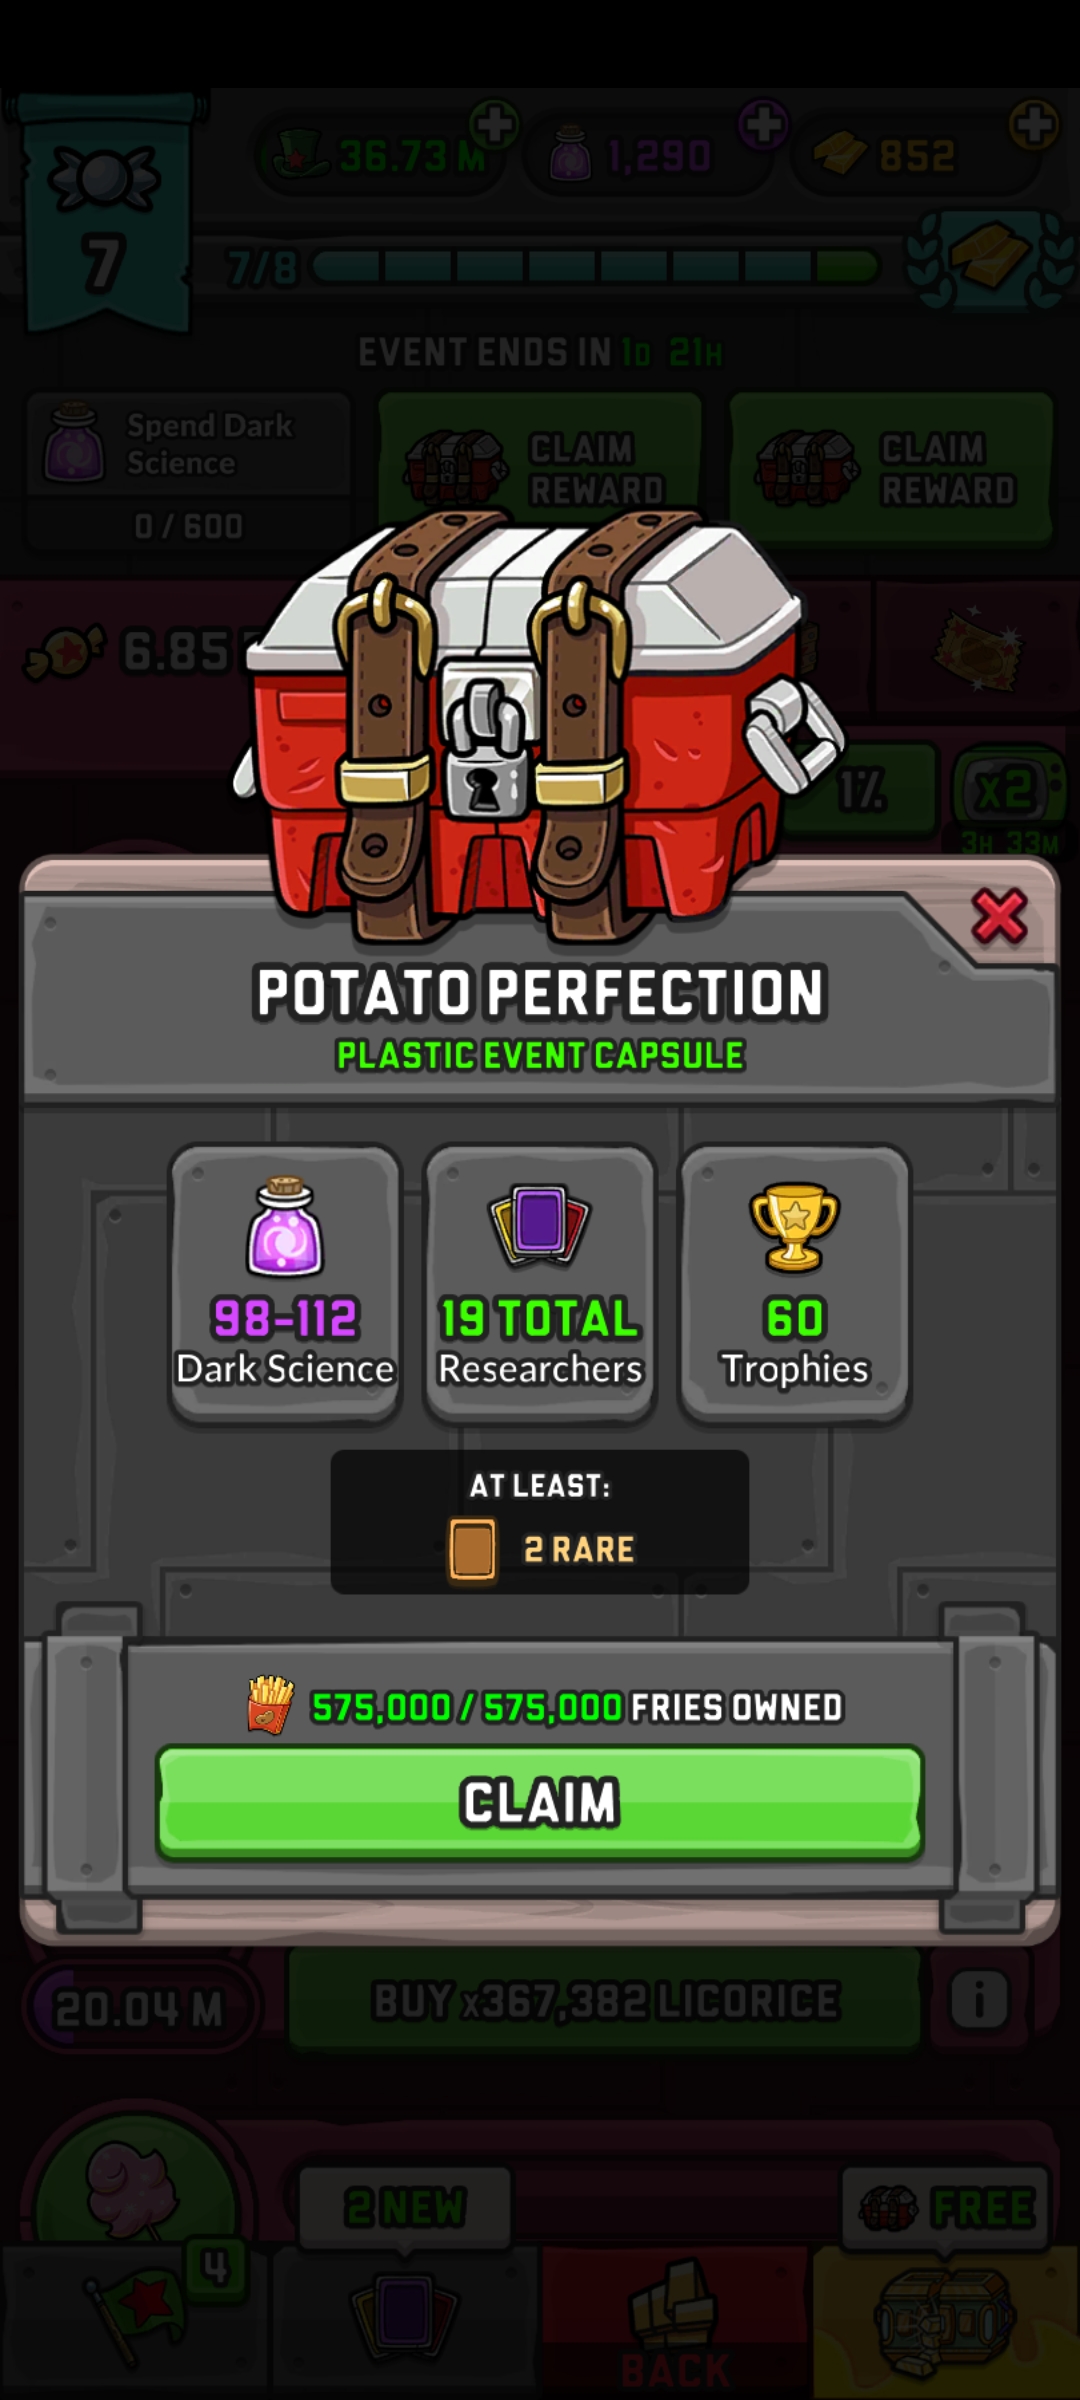 36.73 M
1,290
852
7
7/8
EVENT ENDS IN 1D 21H
Spend Dark Science
0 / 600
CLAIM REWARD
CLAIM REWARD
6.85
1%
x2
3H 33M
POTATO PERFECTION
PLASTIC EVENT CAPSULE
98-112
Dark Science
19 TOTAL
Researchers
60
Trophies
AT LEAST:
2 RARE
575,000 / 575,000 FRIES OWNED
CLAIM
20.04 M
BUY x367,382 LICORICE
i
2 NEW
FREE
4
BACK